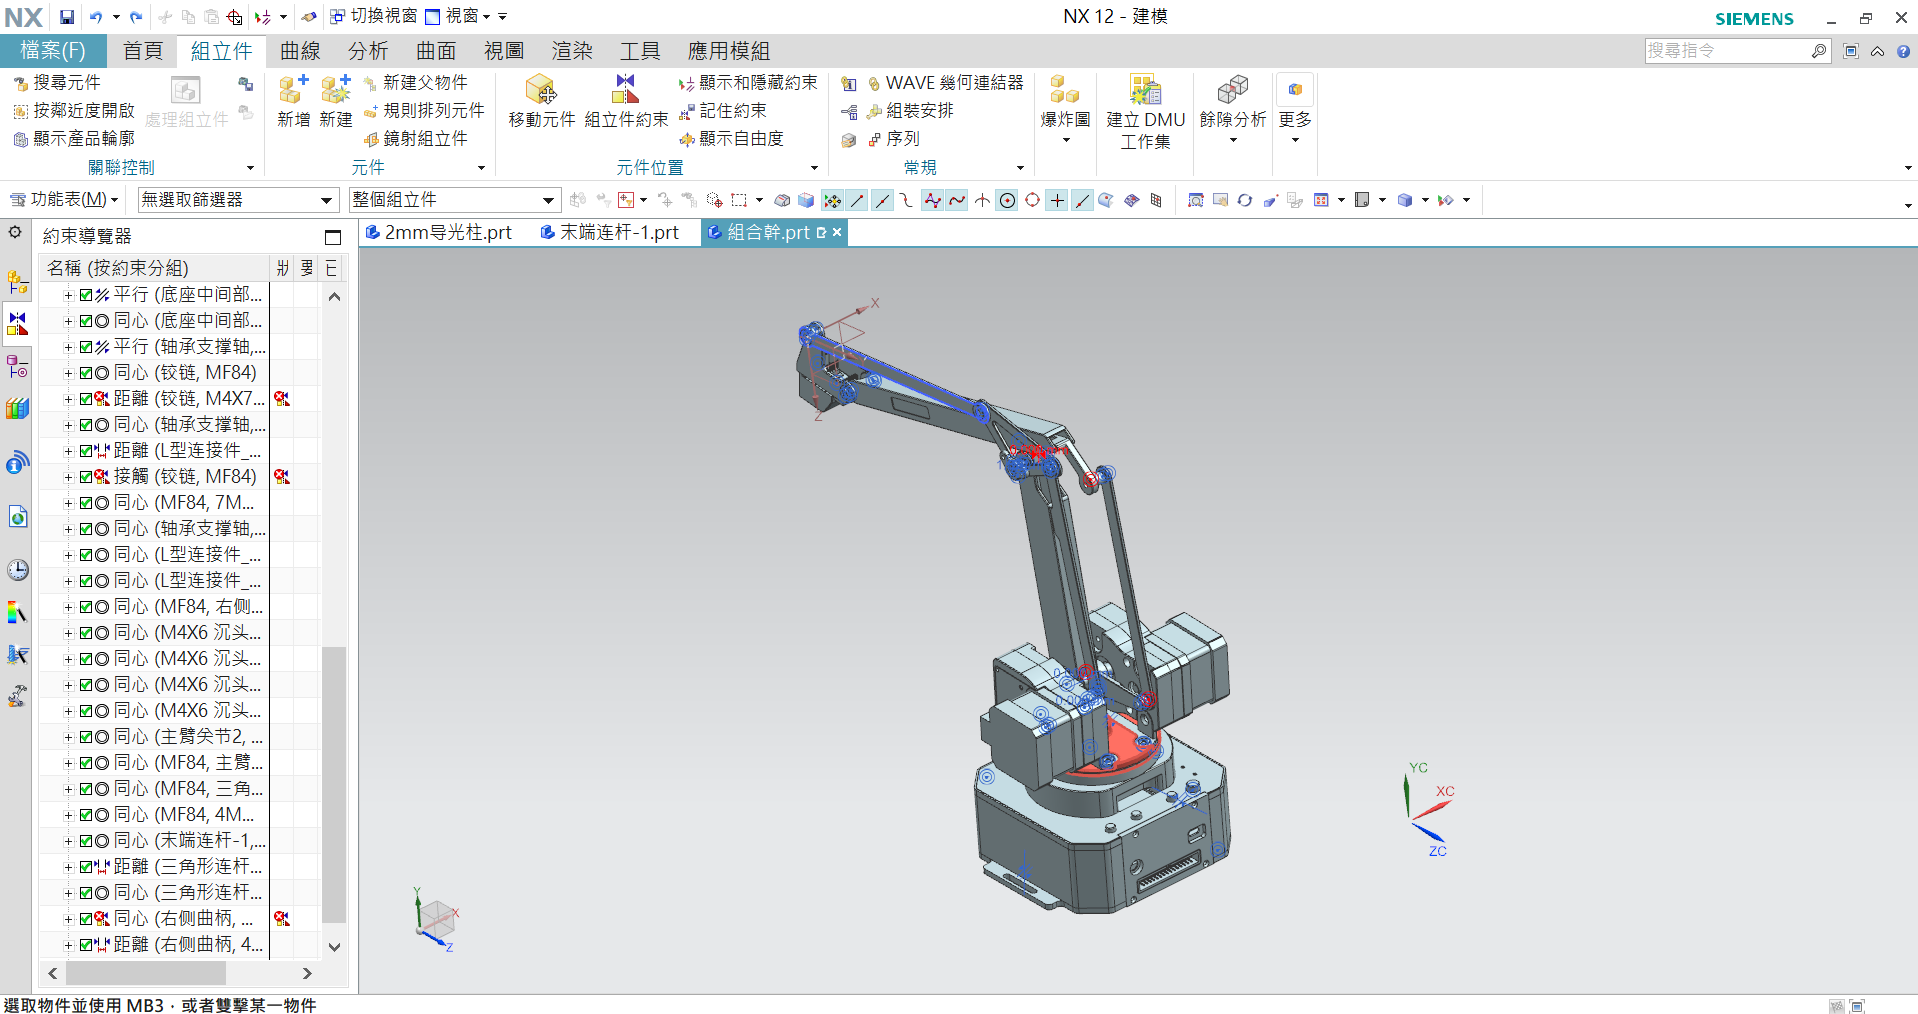 NX
切換視窗 視窗
NX 12 - 建模
SIEMENS
檔案(F) 首頁 組立件 曲線 分析 曲面 視圖 渲染 工具 應用模組
搜尋指令
搜尋元件
按鄰近度開啟
顯示產品輪廓
處理組立件
關聯控制
新增 新建
新建父物件
規則排列元件
鏡射組立件
元件
移動元件 組立件約束
顯示和隱藏約束
記住約束
顯示自由度
元件位置
WAVE 幾何連結器
組裝安排
序列
常規
爆炸圖
建立 DMU
工作集
餘隙分析
更多
功能表(M)
無選取篩選器
整個組立件
約束導覽器
2mm导光柱.prt 末端连杆-1.prt 組合幹.prt
名稱 (按約束分組) 狀 要
平行 (底座中间部...
同心 (底座中间部...
平行 (轴承支撑轴,...
同心 (铰链, MF84)
距離 (铰链, M4X7...
同心 (轴承支撑轴,...
距離 (L型连接件_...
接觸 (铰链, MF84)
同心 (MF84, 7M...
同心 (轴承支撑轴,...
同心 (L型连接件_...
同心 (L型连接件_...
同心 (MF84, 右侧...
同心 (M4X6 沉头...
同心 (M4X6 沉头...
同心 (M4X6 沉头...
同心 (M4X6 沉头...
同心 (主臂关节2, ...
同心 (MF84, 主臂...
同心 (MF84, 三角...
同心 (MF84, 4M...
同心 (末端连杆-1,...
距離 (三角形连杆...
同心 (三角形连杆...
同心 (右侧曲柄, ...
距離 (右侧曲柄, 4...
X
Z
YC
XC
ZC
Y
X
Z
選取物件並使用 MB3，或者雙擊某一物件